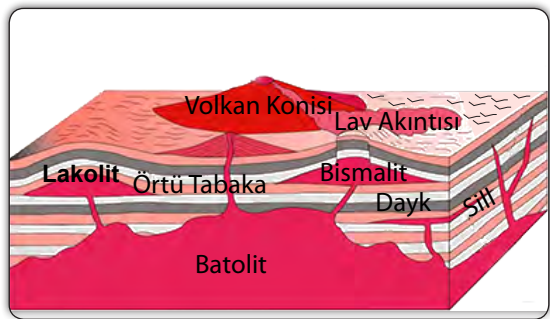 Volkan Konisi
Lav Akıntısı
Lakolit
Örtü Tabaka
Bismalit
Dayk
Sill
Batolit